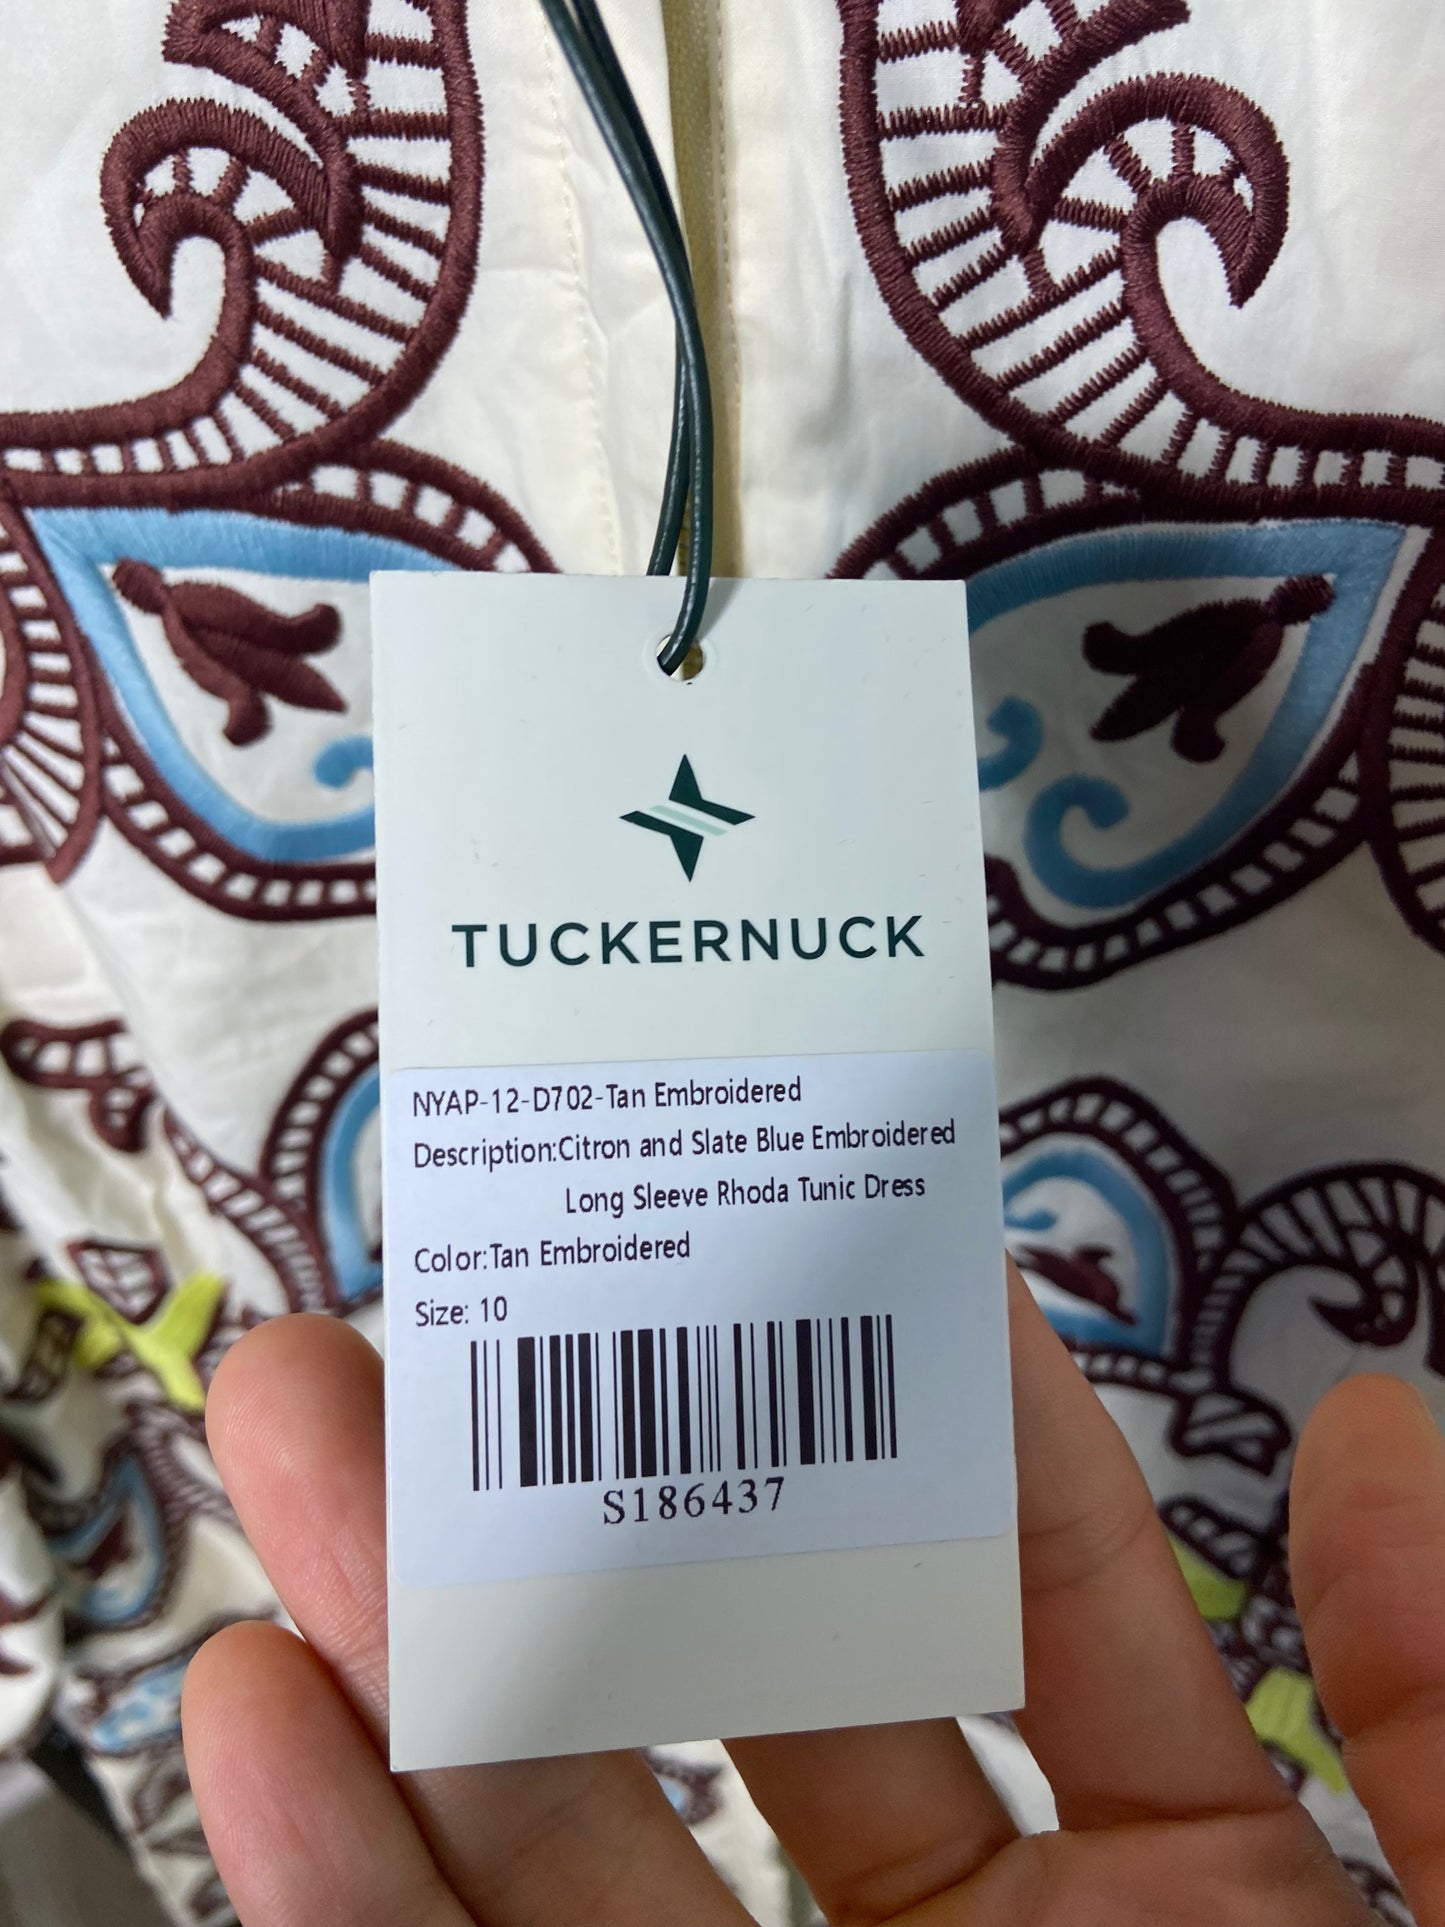 TUCKERNUCK
NYAP-12-D702-Tan Embroidered
Description:Citron and Slate Blue Embroidered
Long Sleeve Rhoda Tunic Dress
Color:Tan Embroidered
Size: 10
S186437